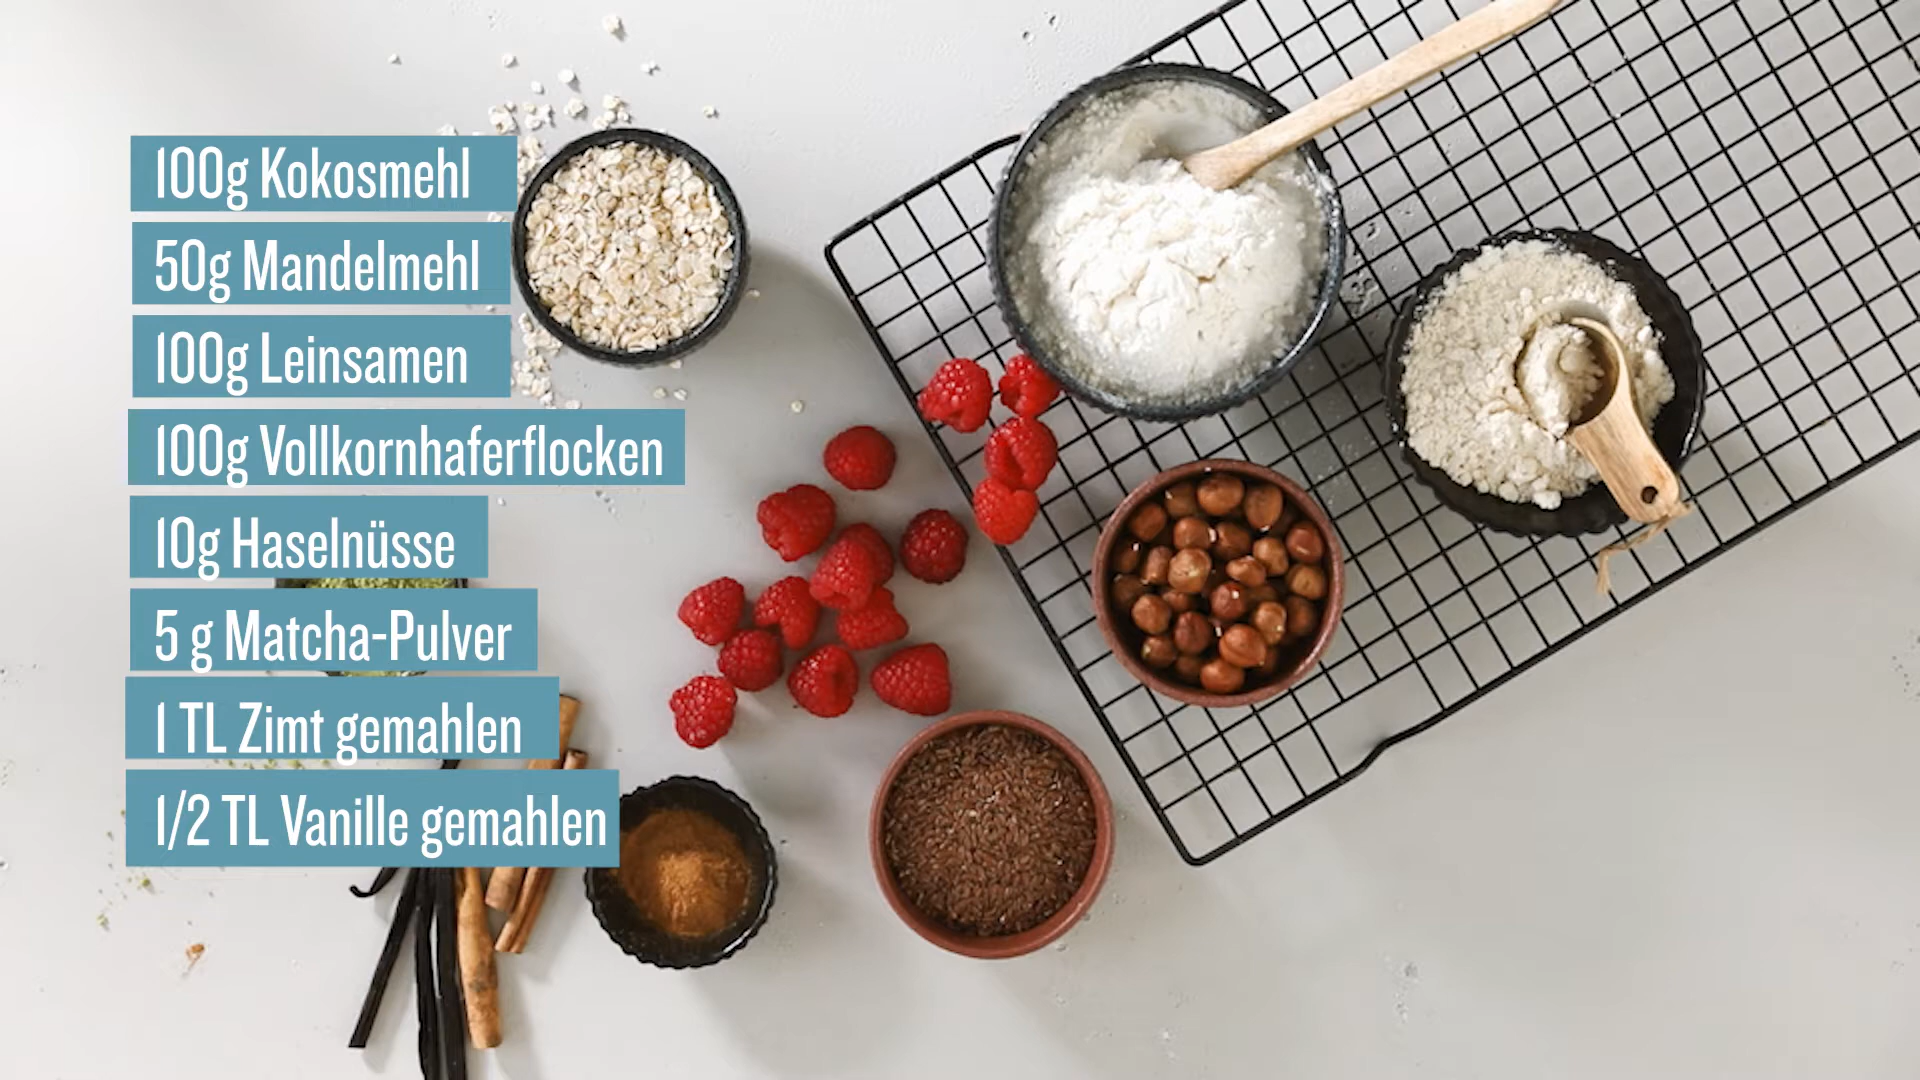 100g Kokosmehl
50g Mandelmehl
100g Leinsamen
100g Vollkornhaferflocken
10g Haselnüsse
5 g Matcha-Pulver
1 TL Zimt gemahlen
1/2 TL Vanille gemahlen